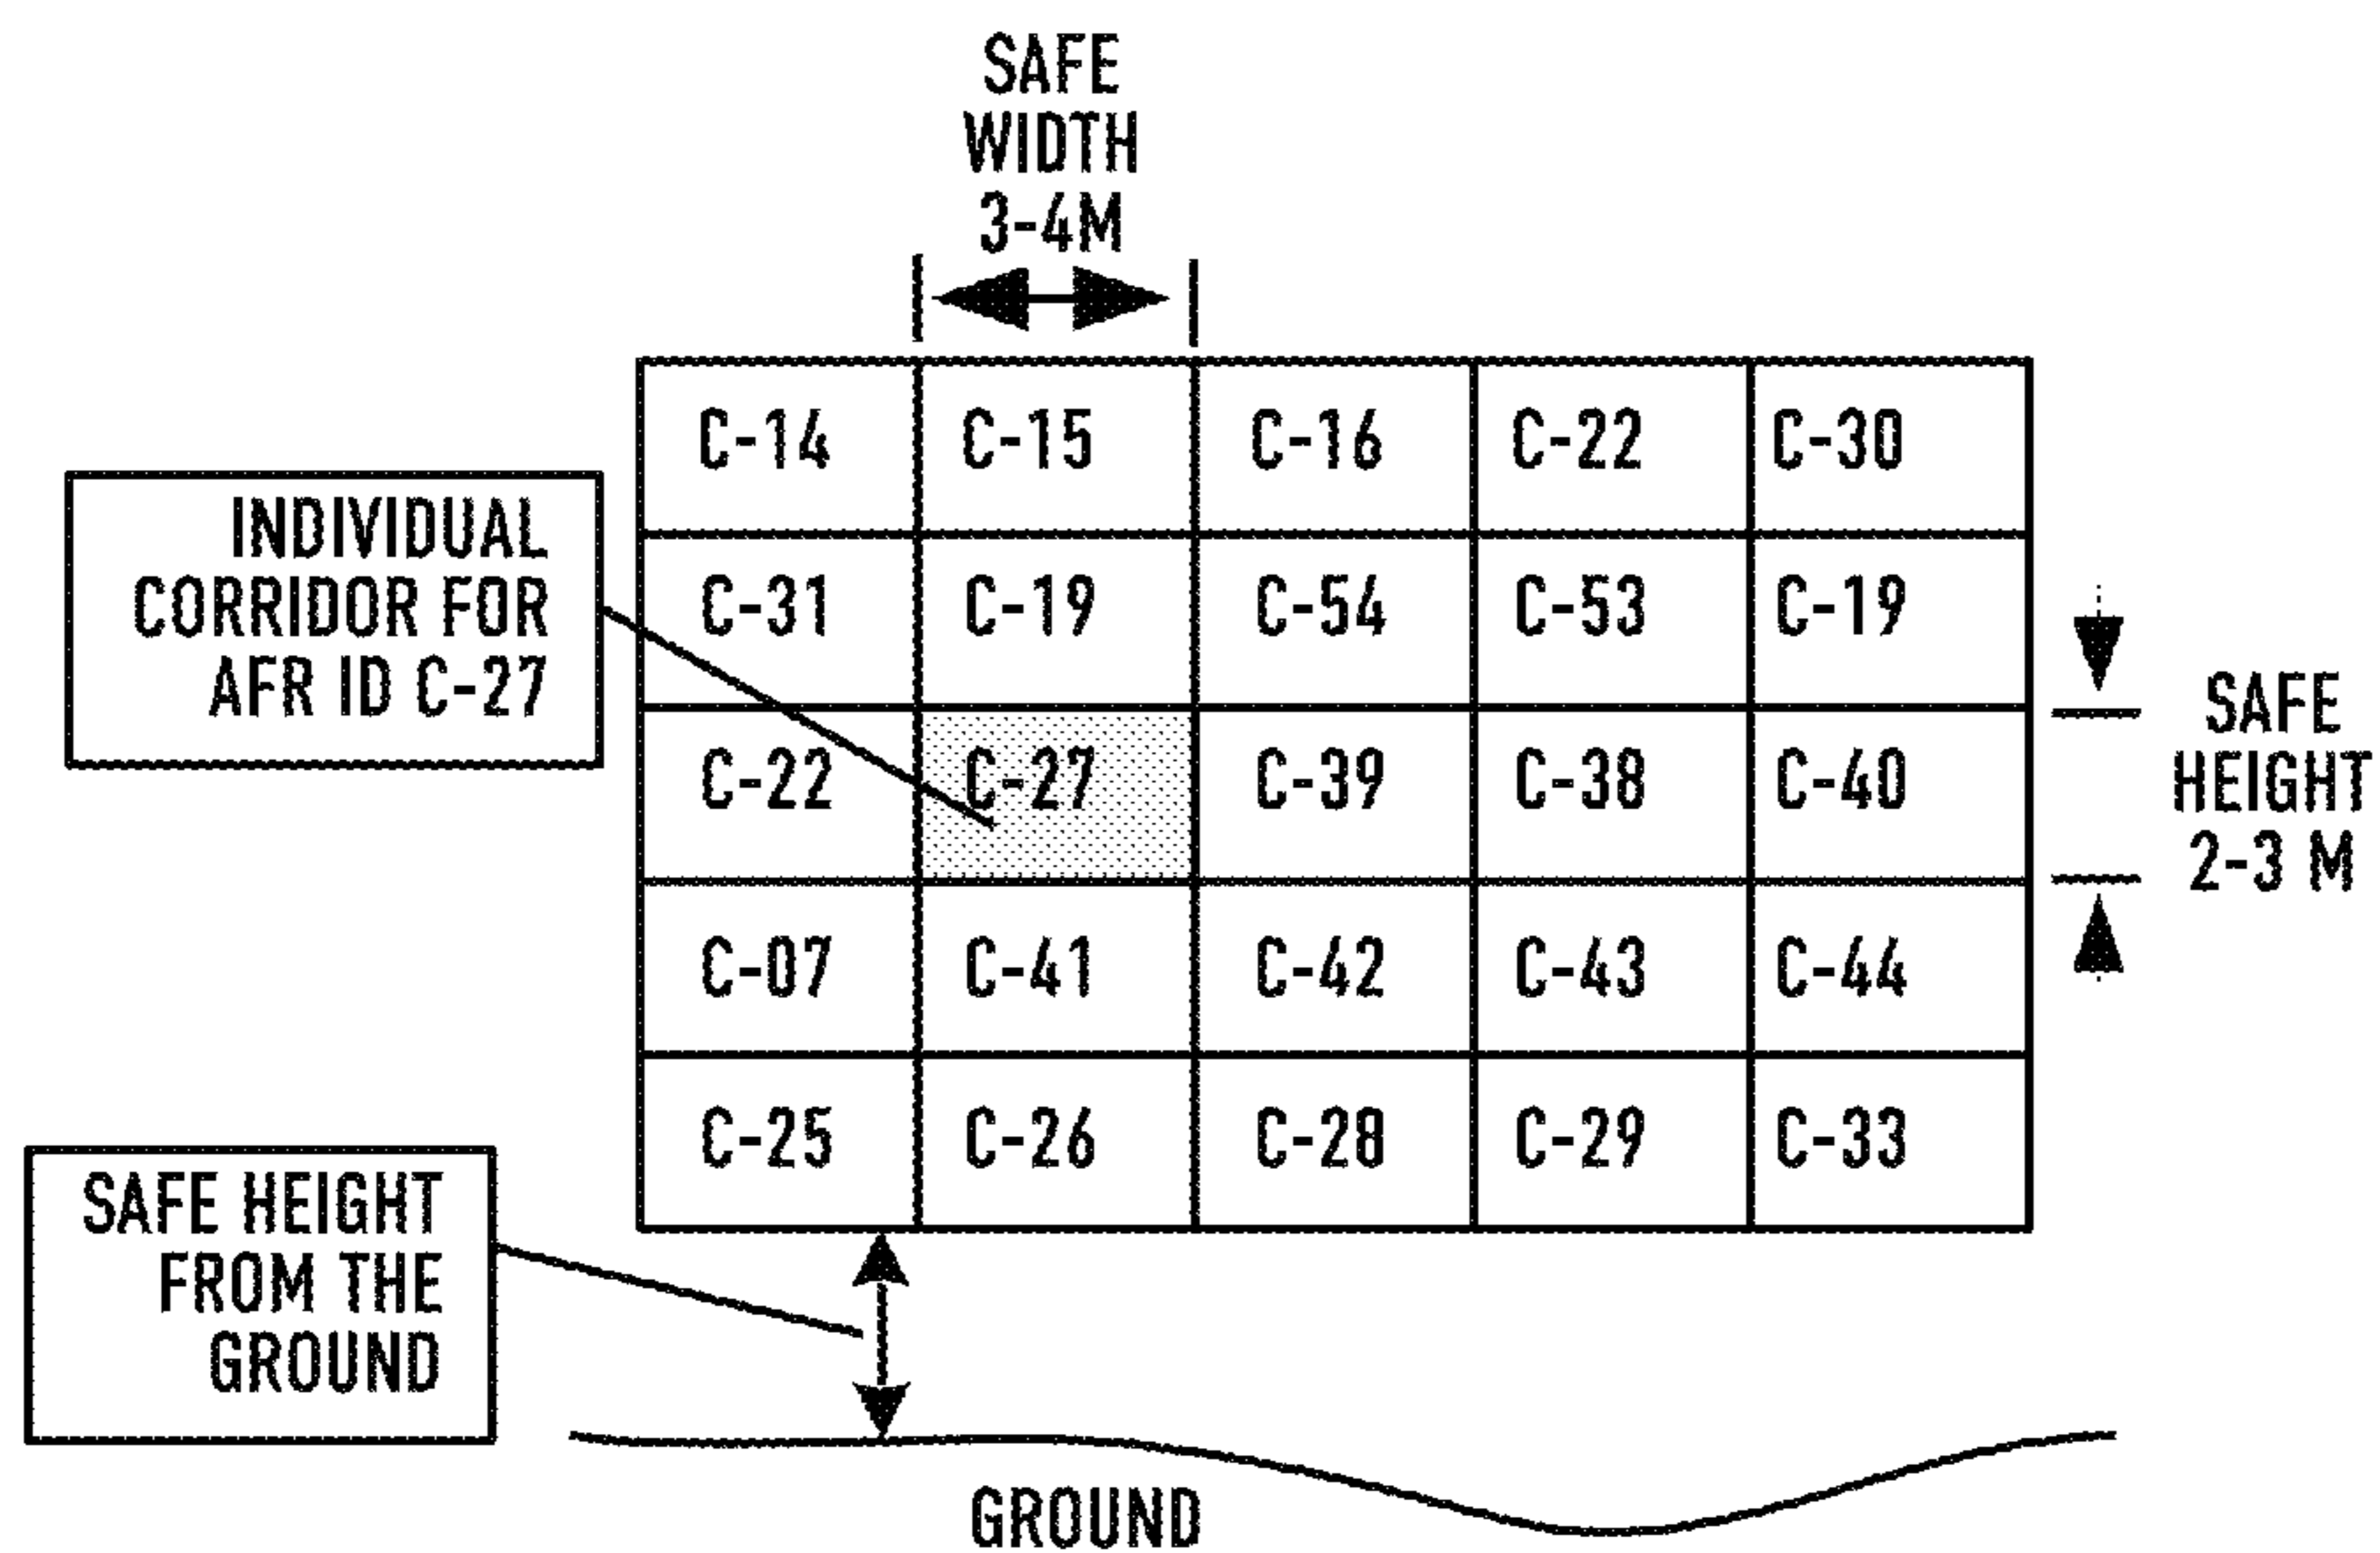 SAFE
WIDTH
3-4M
C-14 C-15 C-16 C-22 C-30
INDIVIDUAL
CORRIDOR FOR
AFR ID C-27
C-31 C-19 C-54 C-53 C-19
C-22 C-27 C-39 C-38 C-40
SAFE
HEIGHT
2-3 M
C-07 C-41 C-42 C-43 C-44
C-25 C-26 C-28 C-29 C-33
SAFE HEIGHT
FROM THE
GROUND
GROUND